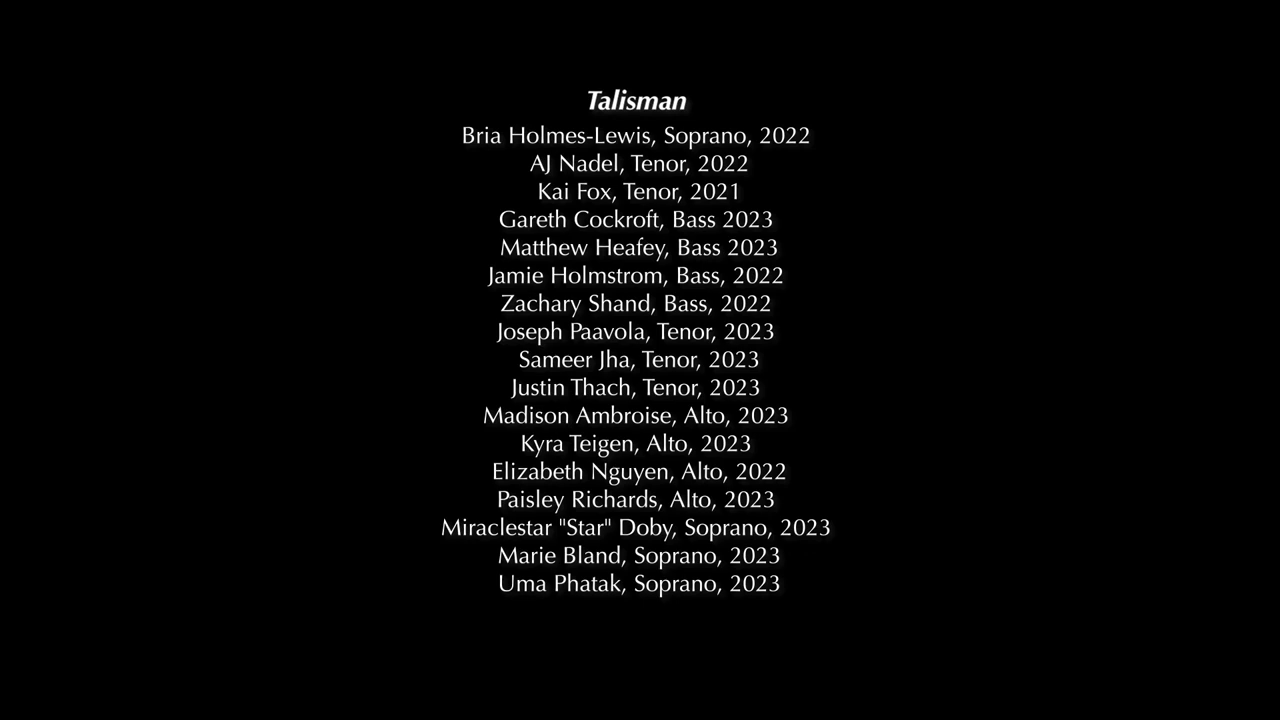 Talisman
Bria Holmes-Lewis, Soprano, 2022
AJ Nadel, Tenor, 2022
Kai Fox, Tenor, 2021
Gareth Cockroft, Bass 2023
Matthew Heafey, Bass 2023
Jamie Holmstrom, Bass, 2022
Zachary Shand, Bass, 2022
Joseph Paavola, Tenor, 2023
Sameer Jha, Tenor, 2023
Justin Thach, Tenor, 2023
Madison Ambroise, Alto, 2023
Kyra Teigen, Alto, 2023
Elizabeth Nguyen, Alto, 2022
Paisley Richards, Alto, 2023
Miraclestar "Star" Doby, Soprano, 2023
Marie Bland, Soprano, 2023
Uma Phatak, Soprano, 2023